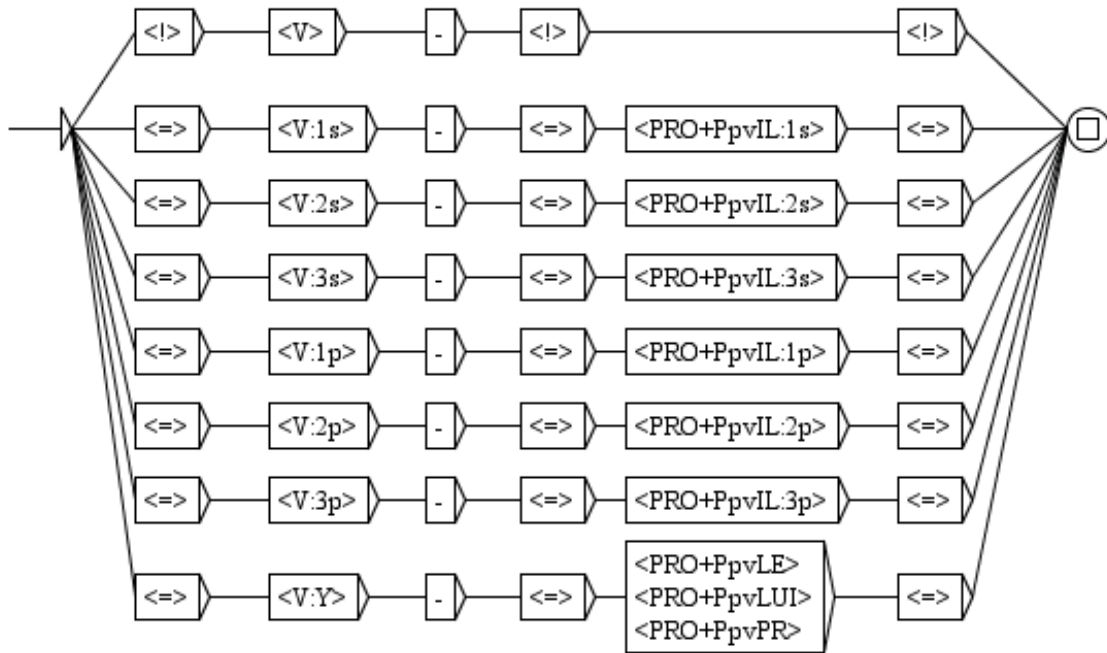 <!> <V> - <!> <!>
<=> <V:1s> - <=> <PRO+PpvIL:1s> <=>
<=> <V:2s> - <=> <PRO+PpvIL:2s> <=>
<=> <V:3s> - <=> <PRO+PpvIL:3s> <=>
<=> <V:1p> - <=> <PRO+PpvIL:1p> <=>
<=> <V:2p> - <=> <PRO+PpvIL:2p> <=>
<=> <V:3p> - <=> <PRO+PpvIL:3p> <=>
<=> <V:Y> - <=> <PRO+PpvLE> <=>
<PRO+PpvLUI>
<PRO+PpvPR>